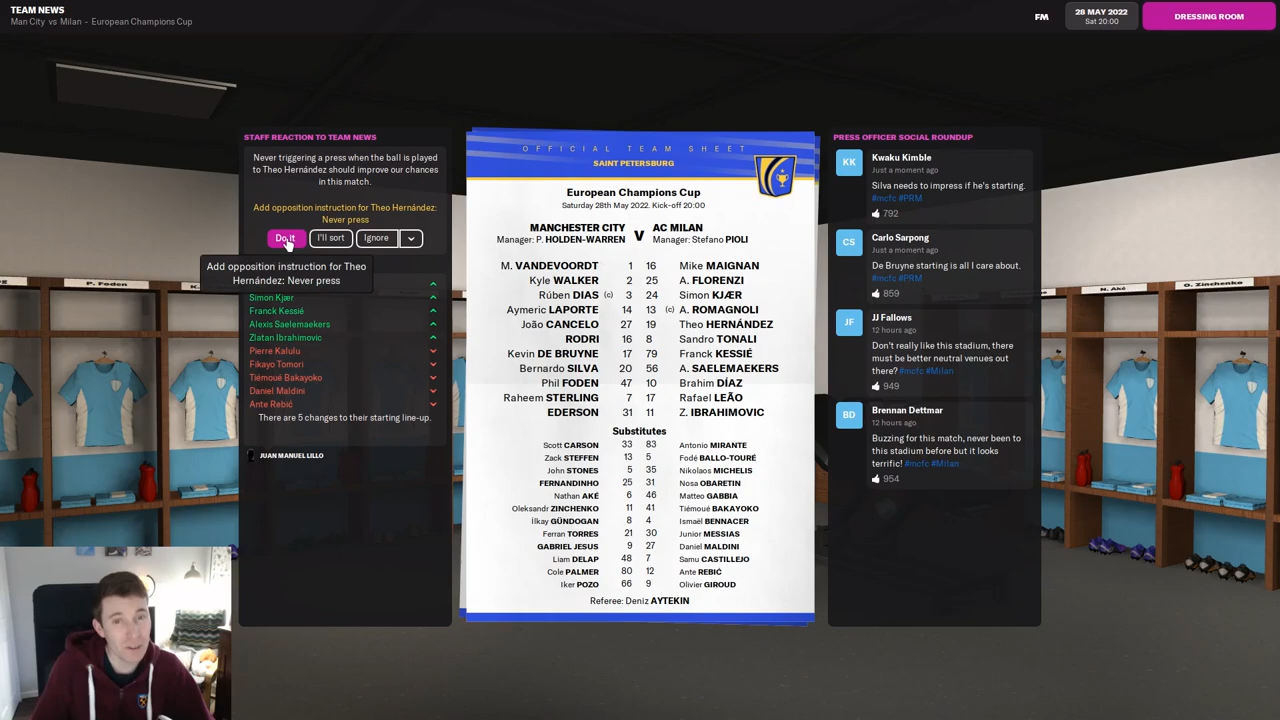 TEAM NEWS
Man City vs Milan - European Champions Cup
FM
28 MAY 2022
Sat 20:00
DRESSING ROOM
STAFF REACTION TO TEAM NEWS
Never triggering a press when the ball is played
to Theo Hernández should improve our chances
in this match.
Add opposition instruction for Theo Hernández:
Never press
Do it
I'll sort
Ignore
Add opposition instruction for Theo
Hernández: Never press
Simon Kjær
Franck Kessié
Alexis Saelemaekers
Zlatan Ibrahimovic
Pierre Kalulu
Fikayo Tomori
Tiémoué Bakayoko
Daniel Maldini
Ante Rebić
There are 5 changes to their starting line-up.
JUAN MANUEL LILLO
OFFICIAL TEAM SHEET
SAINT PETERSBURG
European Champions Cup
Saturday 28th May 2022. Kick-off 20:00
MANCHESTER CITY V AC MILAN
Manager: P. HOLDEN-WARREN Manager: Stefano PIOLI
M. VANDEVOORDT 1 16 Mike MAIGNAN
Kyle WALKER 2 25 A. FLORENZI
Rúben DIAS (c) 3 24 Simon KJÆR
Aymeric LAPORTE 14 13 (c) A. ROMAGNOLI
João CANCELO 27 19 Theo HERNÁNDEZ
RODRI 16 8 Sandro TONALI
Kevin DE BRUYNE 17 79 Franck KESSIÉ
Bernardo SILVA 20 56 A. SAELEMAEKERS
Phil FODEN 47 10 Brahim DÍAZ
Raheem STERLING 7 17 Rafael LEÃO
EDERSON 31 11 Z. IBRAHIMOVIC
Substitutes
Scott CARSON 33 83 Antonio MIRANTE
Zack STEFFEN 13 5 Fodé BALLO-TOURÉ
John STONES 5 35 Nikolaos MICHELIS
FERNANDINHO 25 31 Nosa OBARETIN
Nathan AKÉ 6 46 Matteo GABBIA
Oleksandr ZINCHENKO 11 41 Tiémoué BAKAYOKO
İlkay GÜNDOGAN 8 4 Ismaël BENNACER
Ferran TORRES 21 30 Junior MESSIAS
GABRIEL JESUS 9 27 Daniel MALDINI
Liam DELAP 48 7 Samu CASTILLEJO
Cole PALMER 80 12 Ante REBIĆ
Iker POZO 66 9 Olivier GIROUD
Referee: Deniz AYTEKIN
PRESS OFFICER SOCIAL ROUNDUP
KK
Kwaku Kimble
Just a moment ago
Silva needs to impress if he's starting.
#mcfc #PRM
792
CS
Carlo Sarpong
Just a moment ago
De Bruyne starting is all I care about.
#mcfc #PRM
859
JF
JJ Fallows
12 hours ago
Don't really like this stadium, there
must be better neutral venues out
there? #mcfc #Milan
949
BD
Brennan Dettmar
12 hours ago
Buzzing for this match, never been to
this stadium before but it looks
terrific! #mcfc #Milan
954
P. Foden
N. Aké
O. Zinchenko